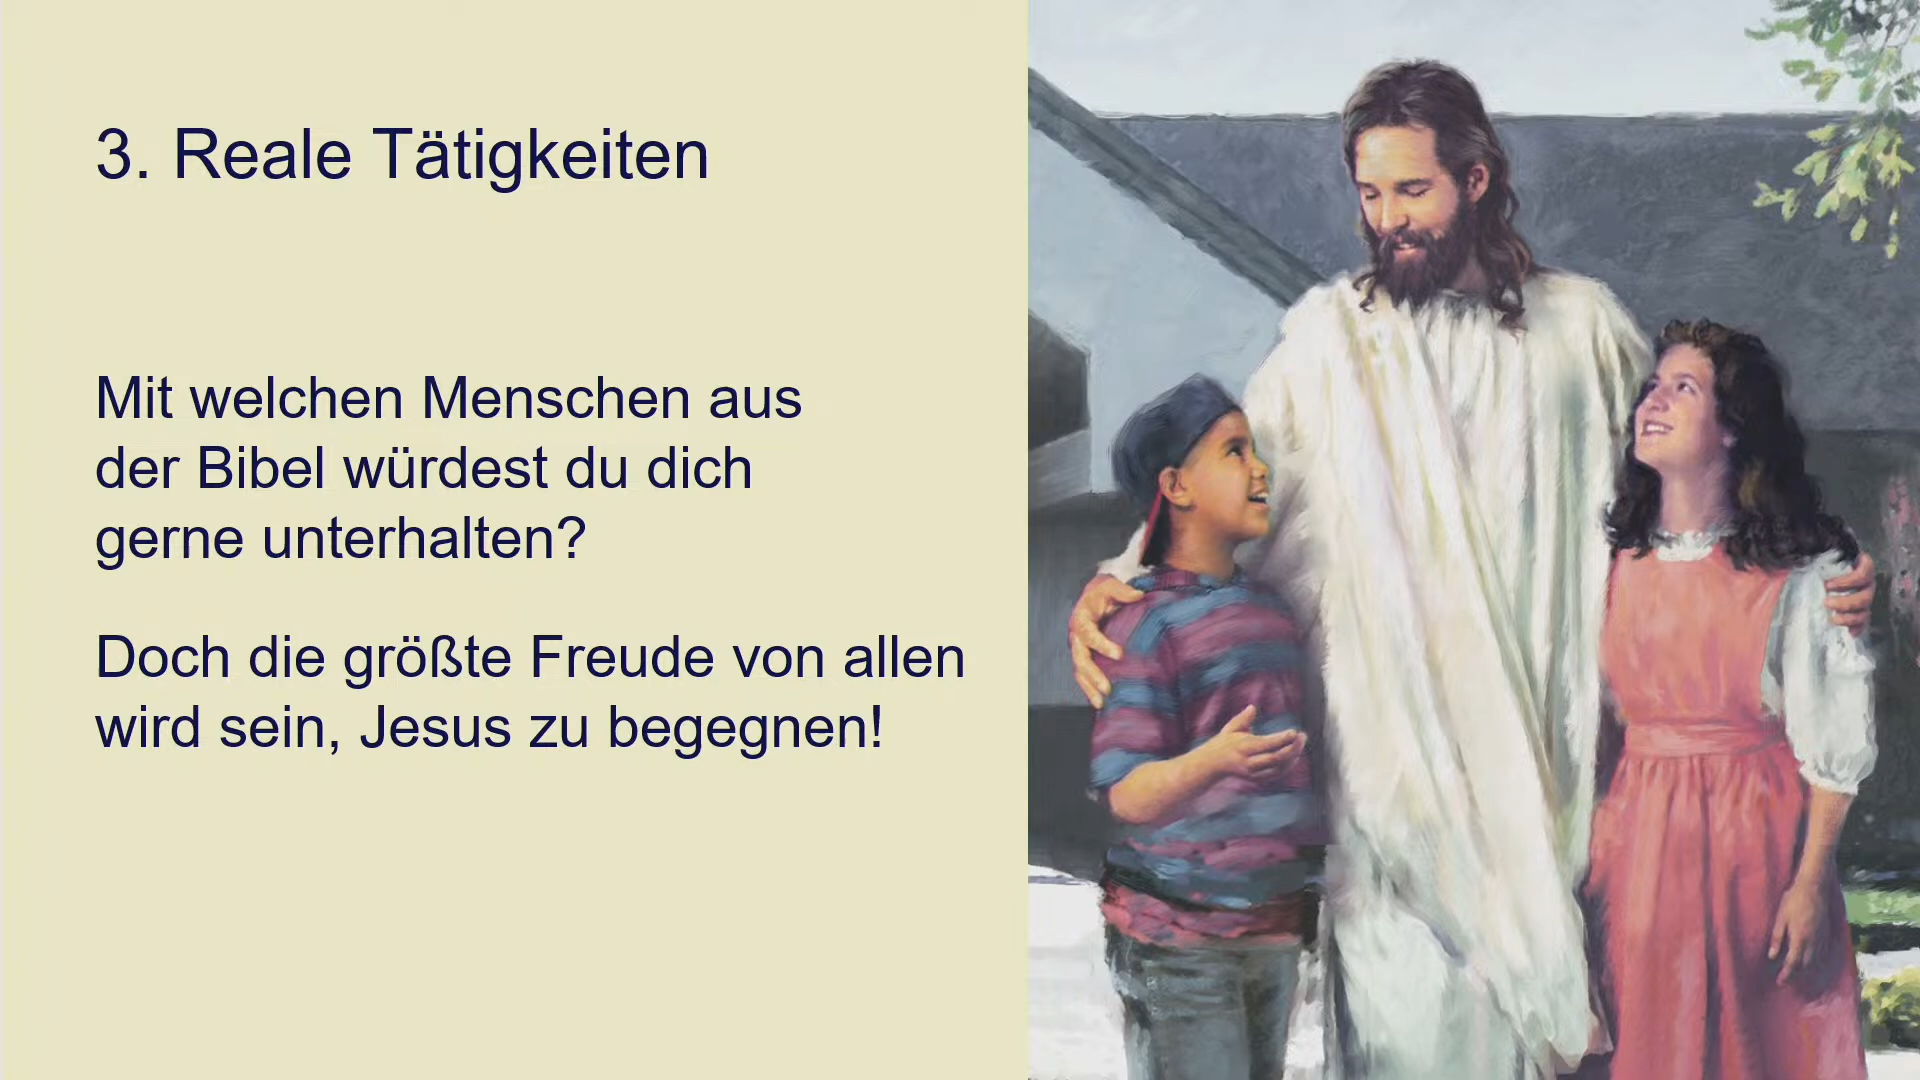 3. Reale Tätigkeiten
Mit welchen Menschen aus
der Bibel würdest du dich
gerne unterhalten?
Doch die größte Freude von allen
wird sein, Jesus zu begegnen!